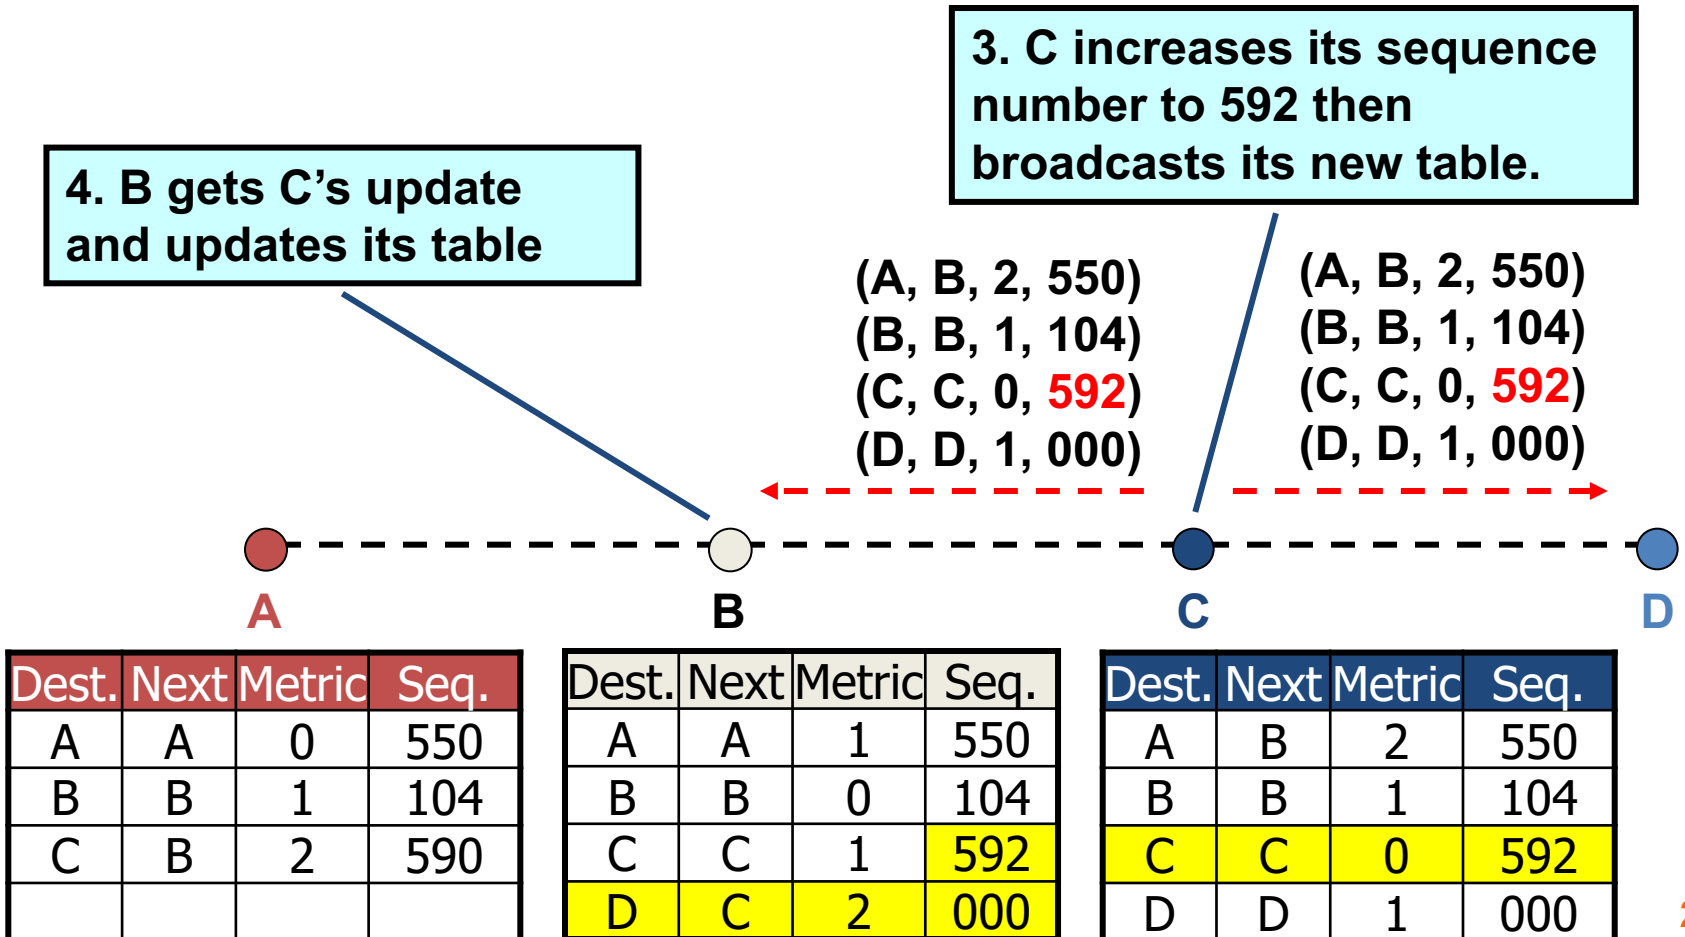 3. C increases its sequence
number to 592 then
broadcasts its new table.
4. B gets C’s update
and updates its table
(A, B, 2, 550)
(B, B, 1, 104)
(C, C, 0, 592)
(D, D, 1, 000)
(A, B, 2, 550)
(B, B, 1, 104)
(C, C, 0, 592)
(D, D, 1, 000)
A
B
C
D
Dest. Next Metric Seq.
A A 0 550
B B 1 104
C B 2 590
Dest. Next Metric Seq.
A A 1 550
B B 0 104
C C 1 592
D C 2 000
Dest. Next Metric Seq.
A B 2 550
B B 1 104
C C 0 592
D D 1 000